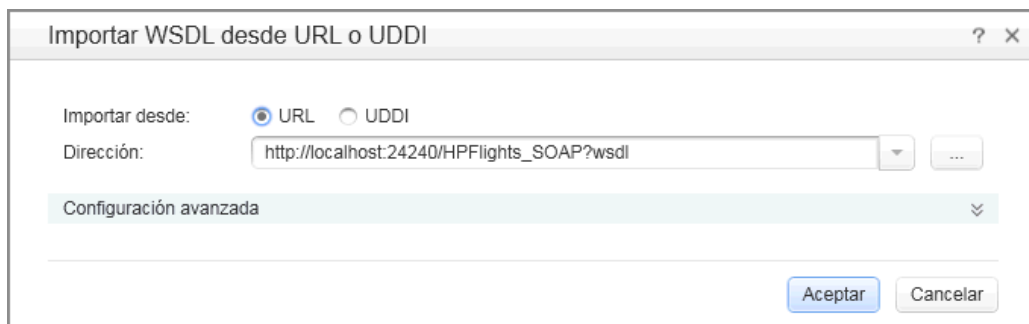 Importar WSDL desde URL o UDDI ? ×
Importar desde: URL UDDI
Dirección: http://localhost:24240/HPFlights_SOAP?wsdl ...
Configuración avanzada
Aceptar Cancelar